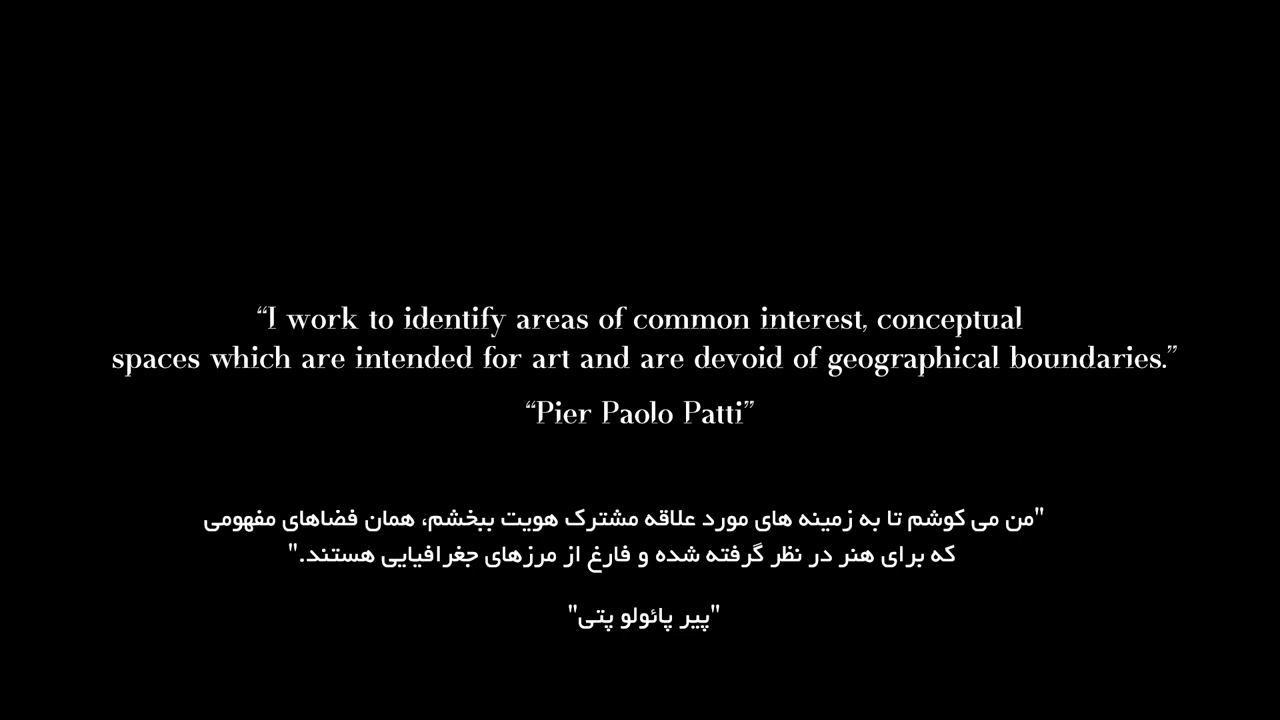 “I work to identify areas of common interest, conceptual
spaces which are intended for art and are devoid of geographical boundaries.”
“Pier Paolo Patti”
"من می کوشم تا به زمینه های مورد علاقه مشترک هویت ببخشم، همان فضاهای مفهومی
که برای هنر در نظر گرفته شده و فارغ از مرزهای جغرافیایی هستند."
"پیر پائولو پتی"